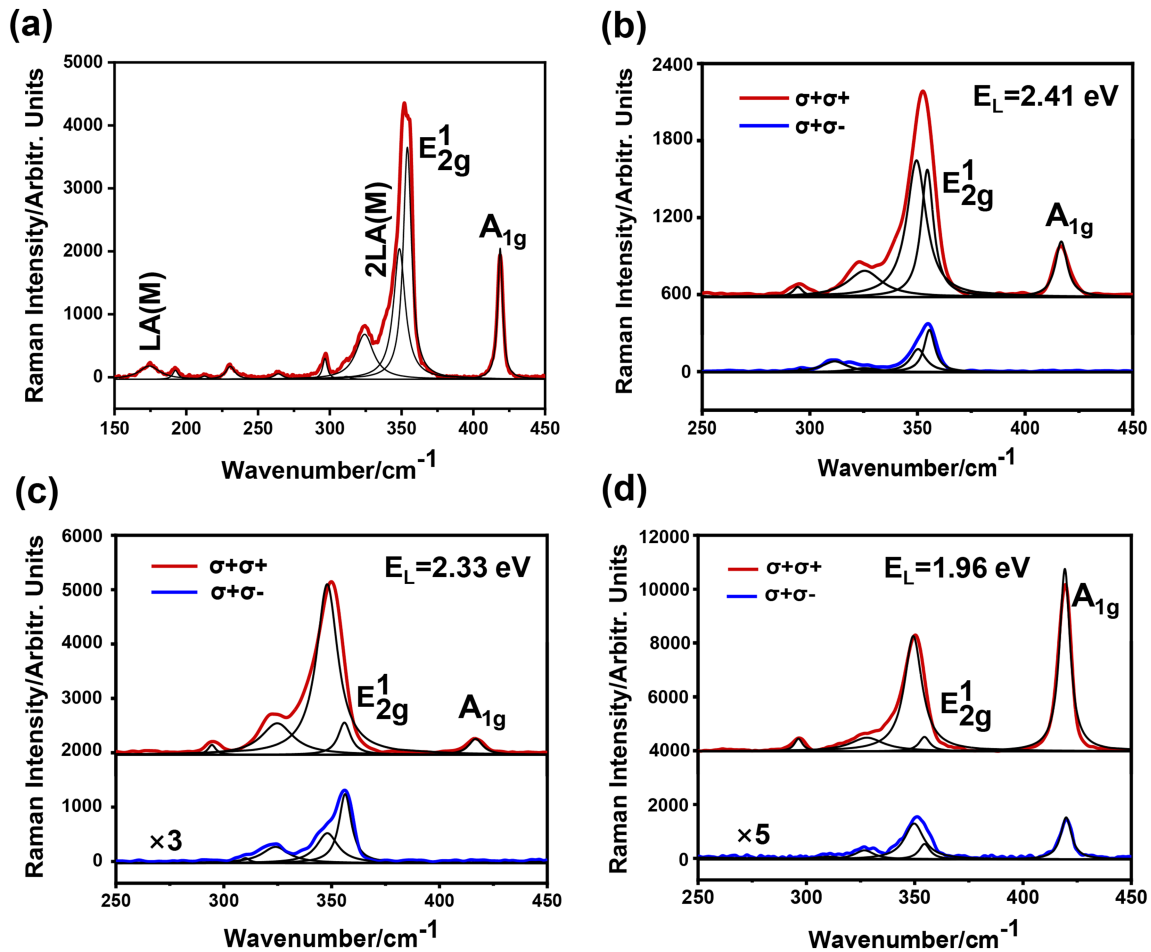 (a)
Raman Intensity/Arbitr. Units
5000
4000
3000
2000
1000
0
LA(M)
2LA(M)
E¹₂g
A₁g
150 200 250 300 350 400 450
Wavenumber/cm⁻¹
(b)
Raman Intensity/Arbitr. Units
2400
1800
1200
600
0
σ+σ+
σ+σ-
E_L=2.41 eV
E¹₂g
A₁g
250 300 350 400 450
Wavenumber/cm⁻¹
(c)
Raman Intensity/Arbitr. Units
6000
5000
4000
3000
2000
1000
0
σ+σ+
σ+σ-
E_L=2.33 eV
E¹₂g
A₁g
×3
250 300 350 400 450
Wavenumber/cm⁻¹
(d)
Raman Intensity/Arbitr. Units
12000
10000
8000
6000
4000
2000
0
σ+σ+
σ+σ-
E_L=1.96 eV
A₁g
E¹₂g
×5
250 300 350 400 450
Wavenumber/cm⁻¹